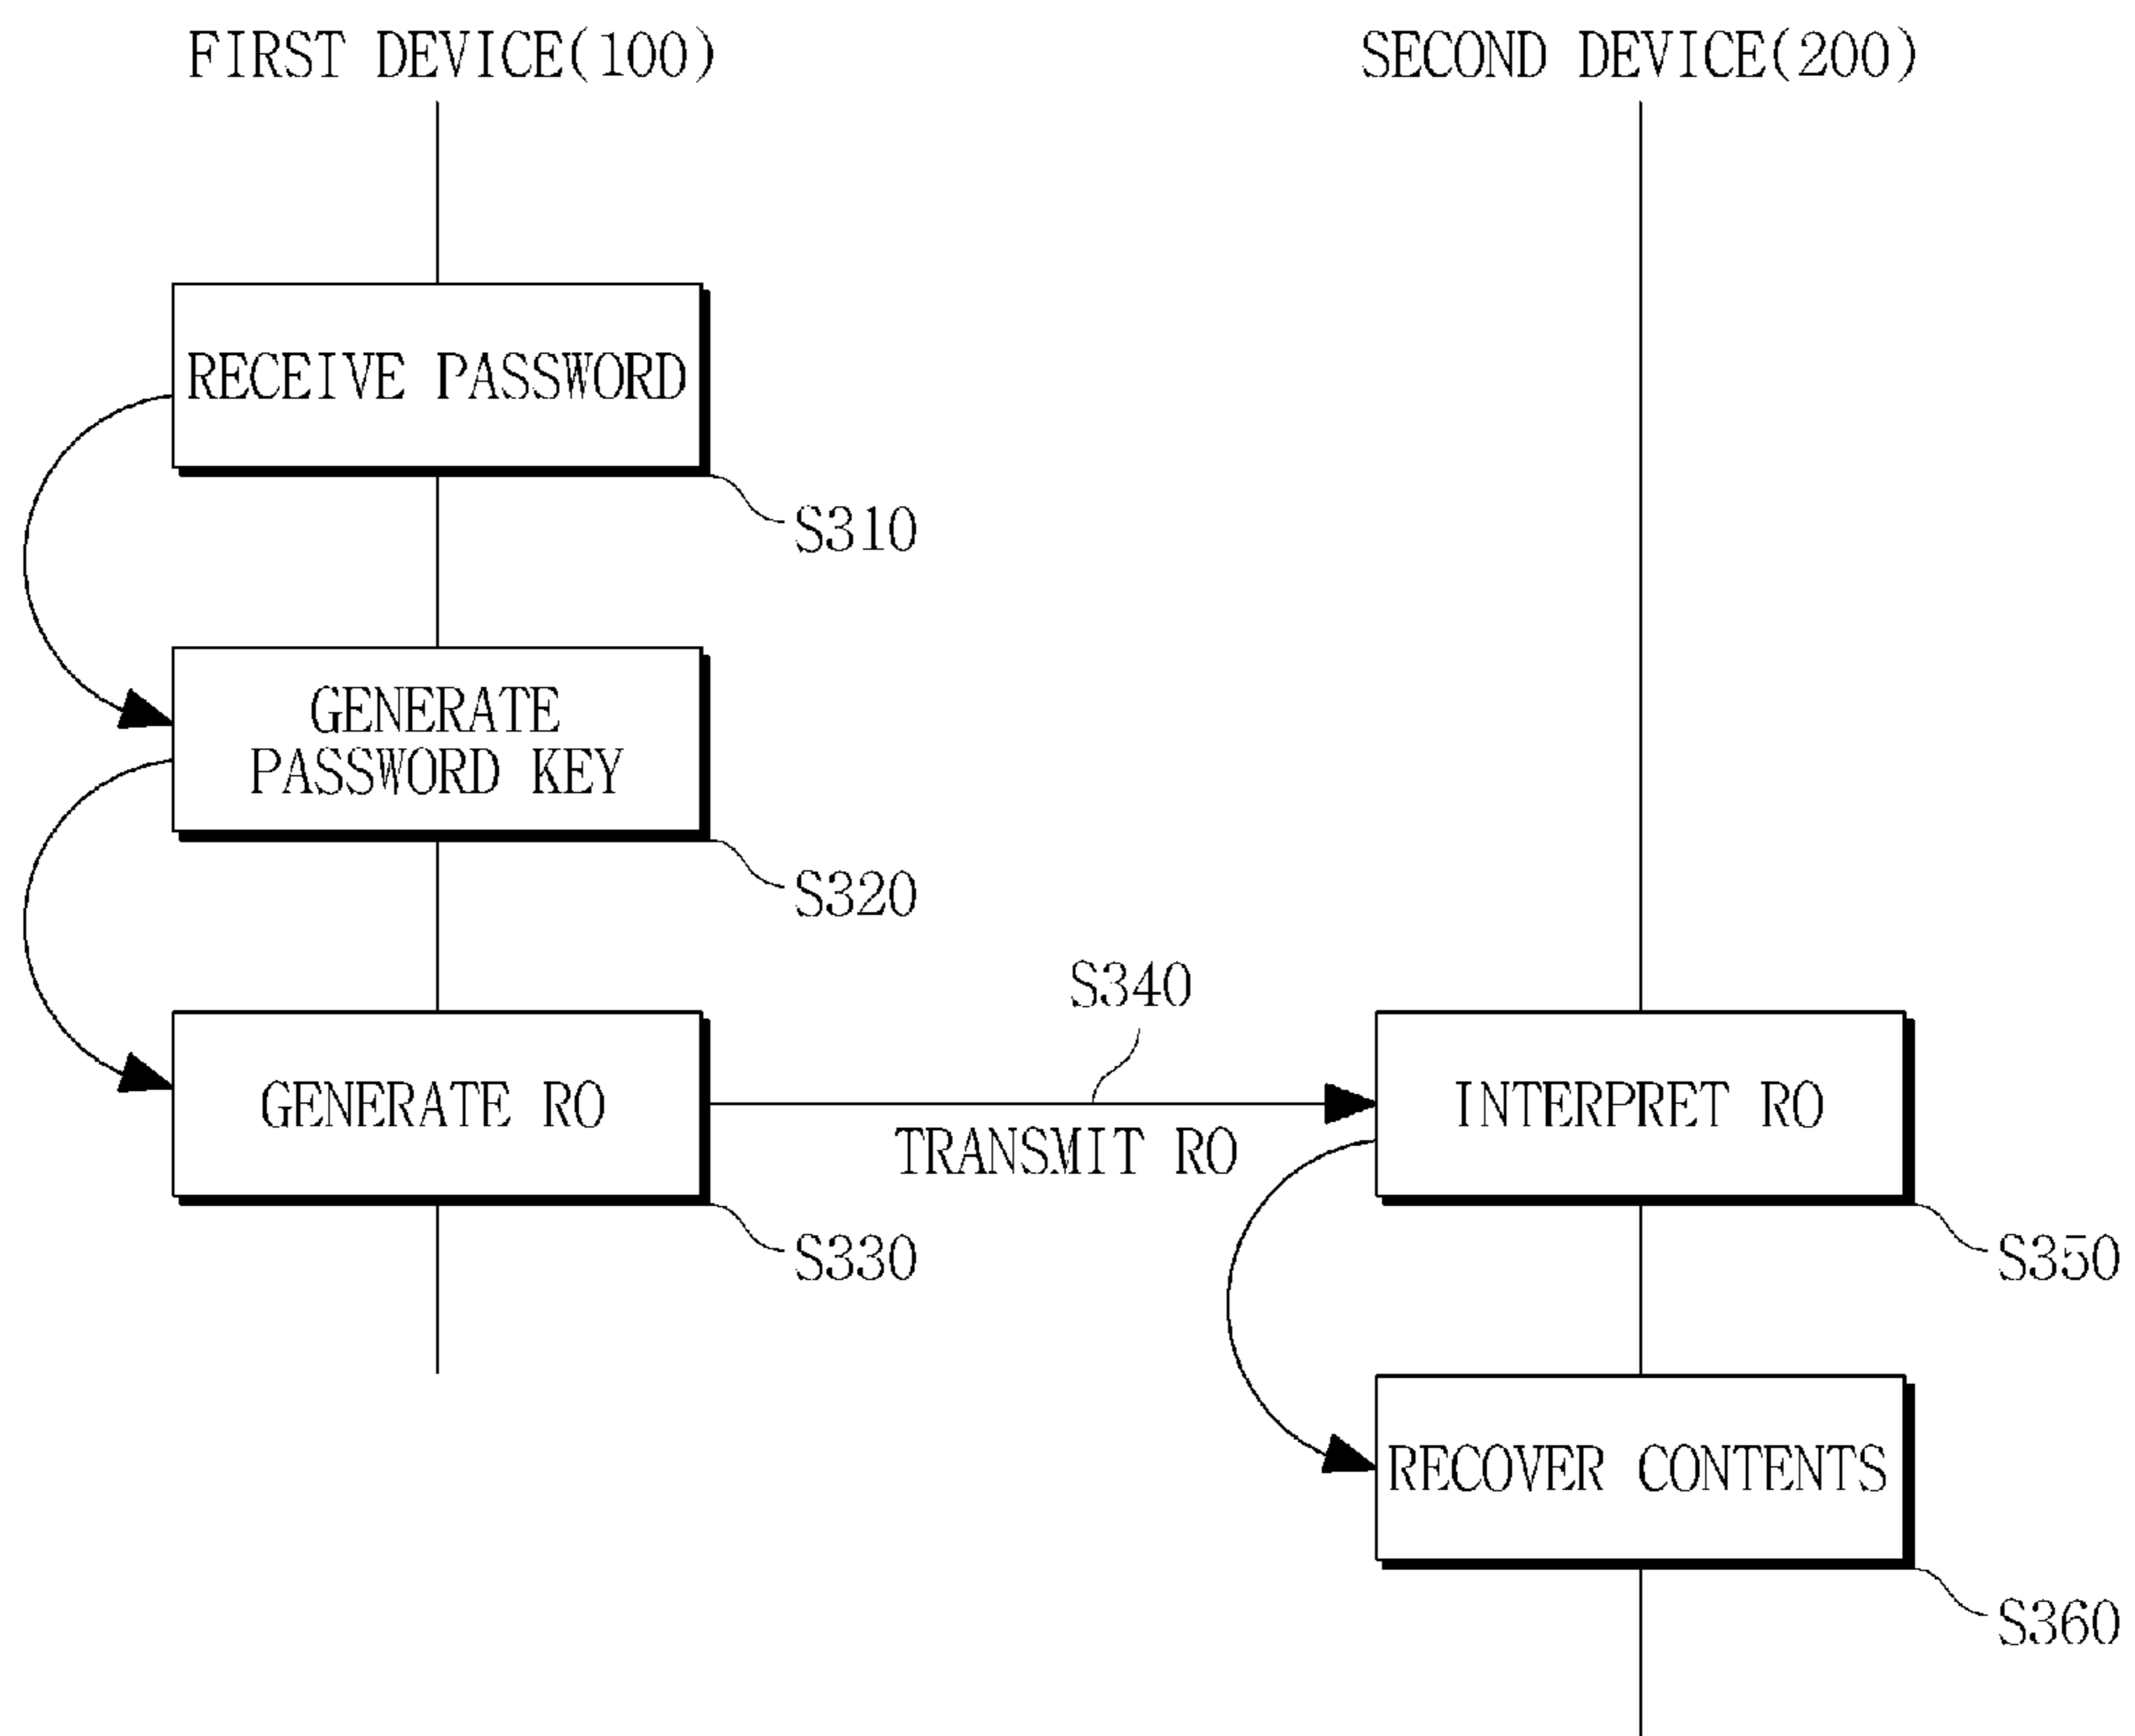 FIRST DEVICE(100)
SECOND DEVICE(200)
RECEIVE PASSWORD
S310
GENERATE
PASSWORD KEY
S320
S340
GENERATE RO
INTERPRET RO
TRANSMIT RO
S330
S350
RECOVER CONTENTS
S360